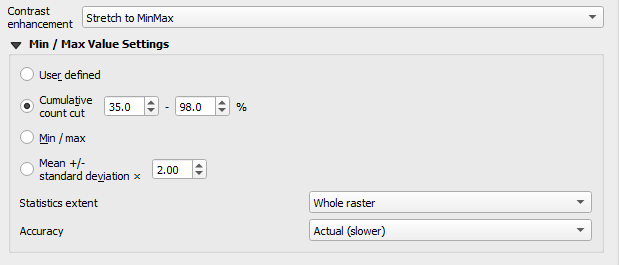 Contrast
enhancement Stretch to MinMax
Min / Max Value Settings
User defined
Cumulative
count cut 35.0 - 98.0 %
Min / max
Mean +/-
standard deviation × 2.00
Statistics extent Whole raster
Accuracy Actual (slower)